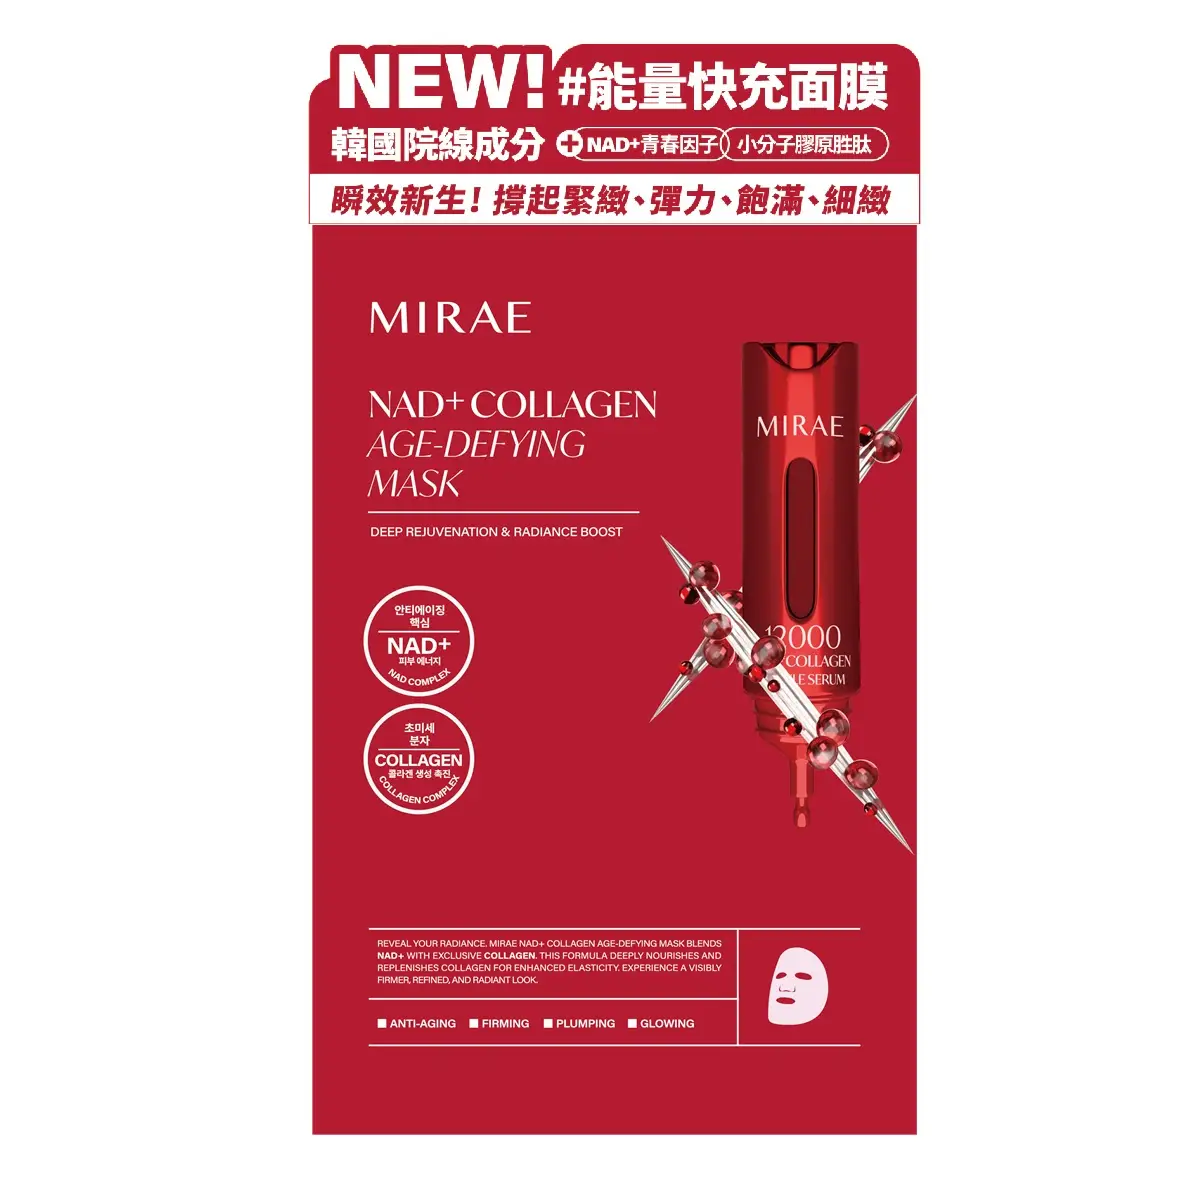 NEW! #能量快充面膜
韓國院線成分 + NAD+青春因子 小分子膠原胜肽
瞬效新生! 撐起緊緻、彈力、飽滿、細緻
MIRAE
NAD+ COLLAGEN
AGE-DEFYING
MASK
DEEP REJUVENATION & RADIANCE BOOST
안티에이징
핵심
NAD+
피부 에너지
NAD COMPLEX
초미세
분자
COLLAGEN
콜라겐 생성 촉진
COLLAGEN COMPLEX
MIRAE
12000
COLLAGEN
SERUM
REVEAL YOUR RADIANCE. MIRAE NAD+ COLLAGEN AGE-DEFYING MASK BLENDS
NAD+ WITH EXCLUSIVE COLLAGEN. THIS FORMULA DEEPLY NOURISHES AND
REPLENISHES COLLAGEN FOR ENHANCED ELASTICITY. EXPERIENCE A VISIBLY
FIRMER, REFINED, AND RADIANT LOOK.
ANTI-AGING FIRMING PLUMPING GLOWING